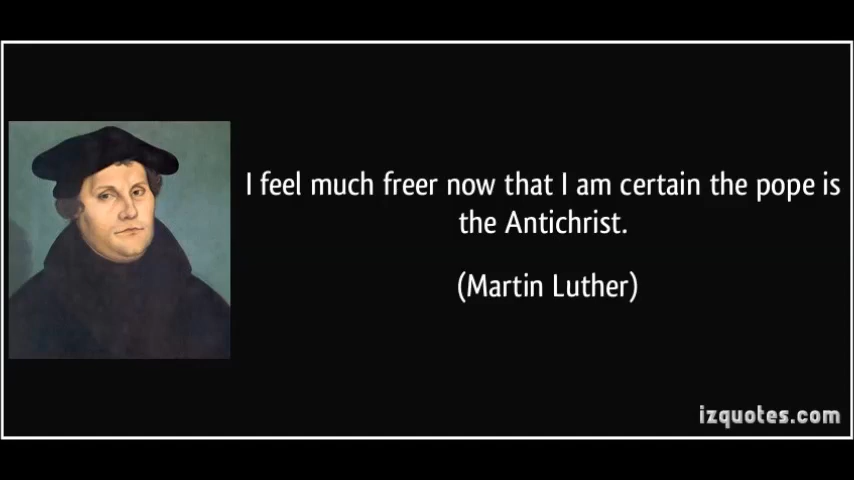 I feel much freer now that I am certain the pope is
the Antichrist.
(Martin Luther)
izquotes.com